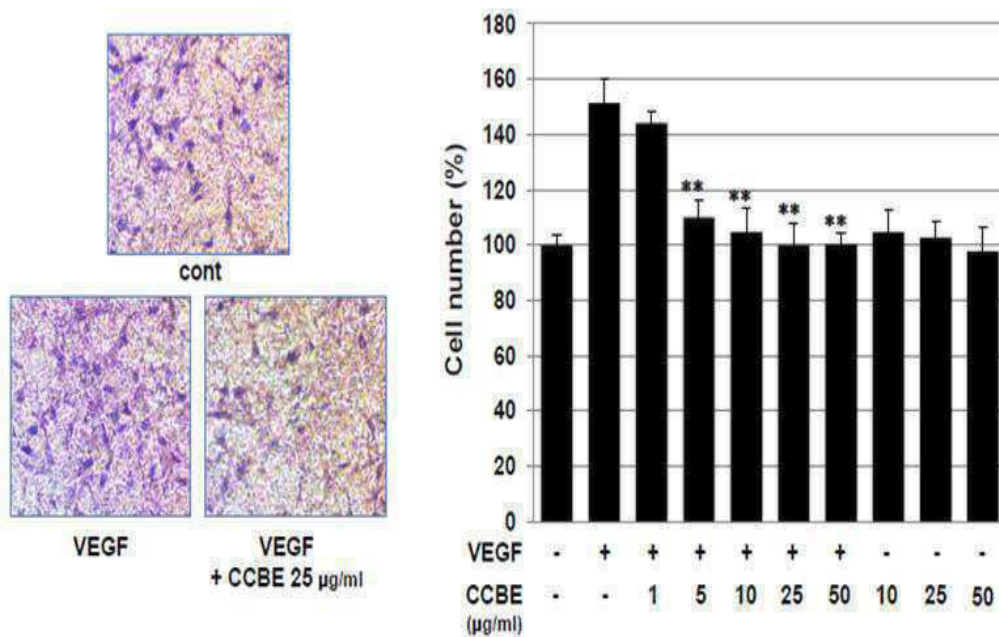 cont
VEGF
VEGF
+ CCBE 25 µg/ml
Cell number (%)
180
160
140
120
100
80
60
40
20
0
** ** ** **
VEGF - + + + + + + - - -
CCBE - - 1 5 10 25 50 10 25 50
(µg/ml)